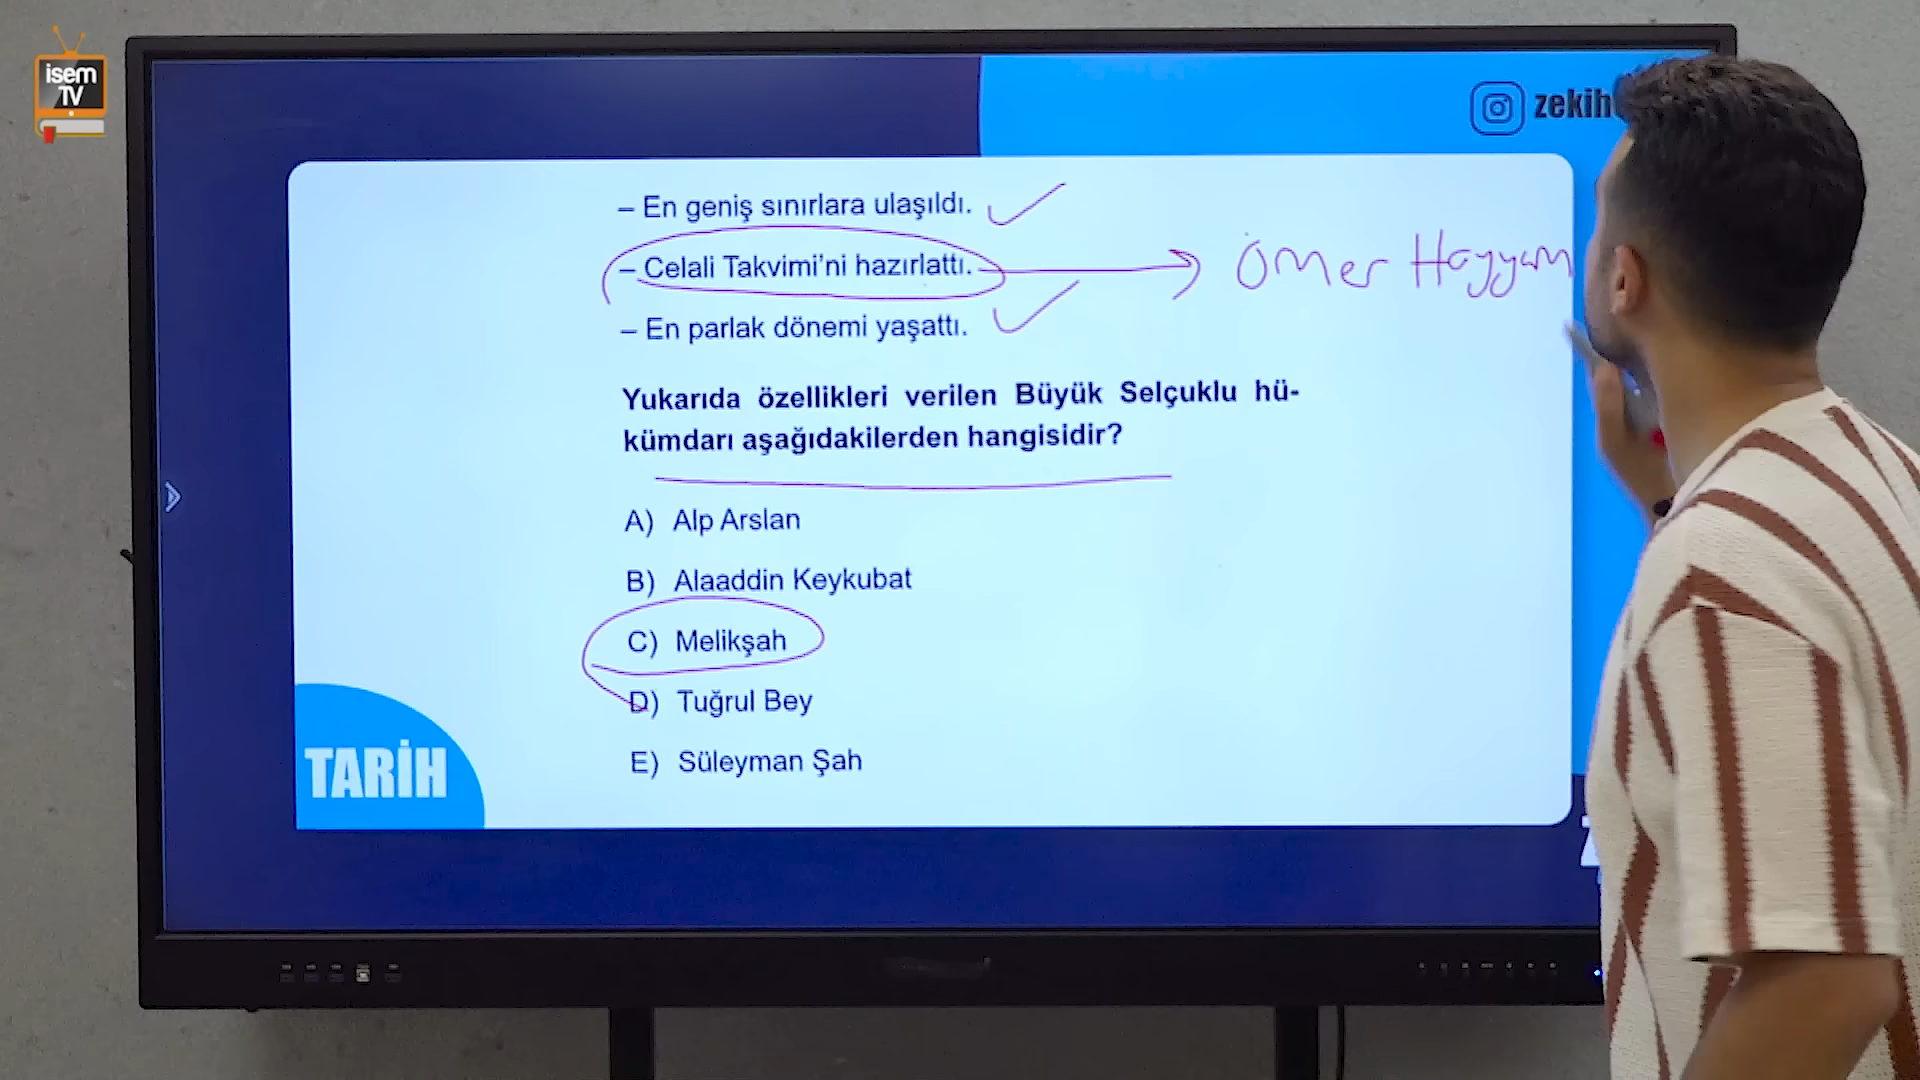 isem
TV
– En geniş sınırlara ulaşıldı.
– Celali Takvimi'ni hazırlattı.
Ömer Hayyam
– En parlak dönemi yaşattı.
Yukarıda özellikleri verilen Büyük Selçuklu hü-
kümdarı aşağıdakilerden hangisidir?
A) Alp Arslan
B) Alaaddin Keykubat
C) Melikşah
D) Tuğrul Bey
E) Süleyman Şah
TARİH